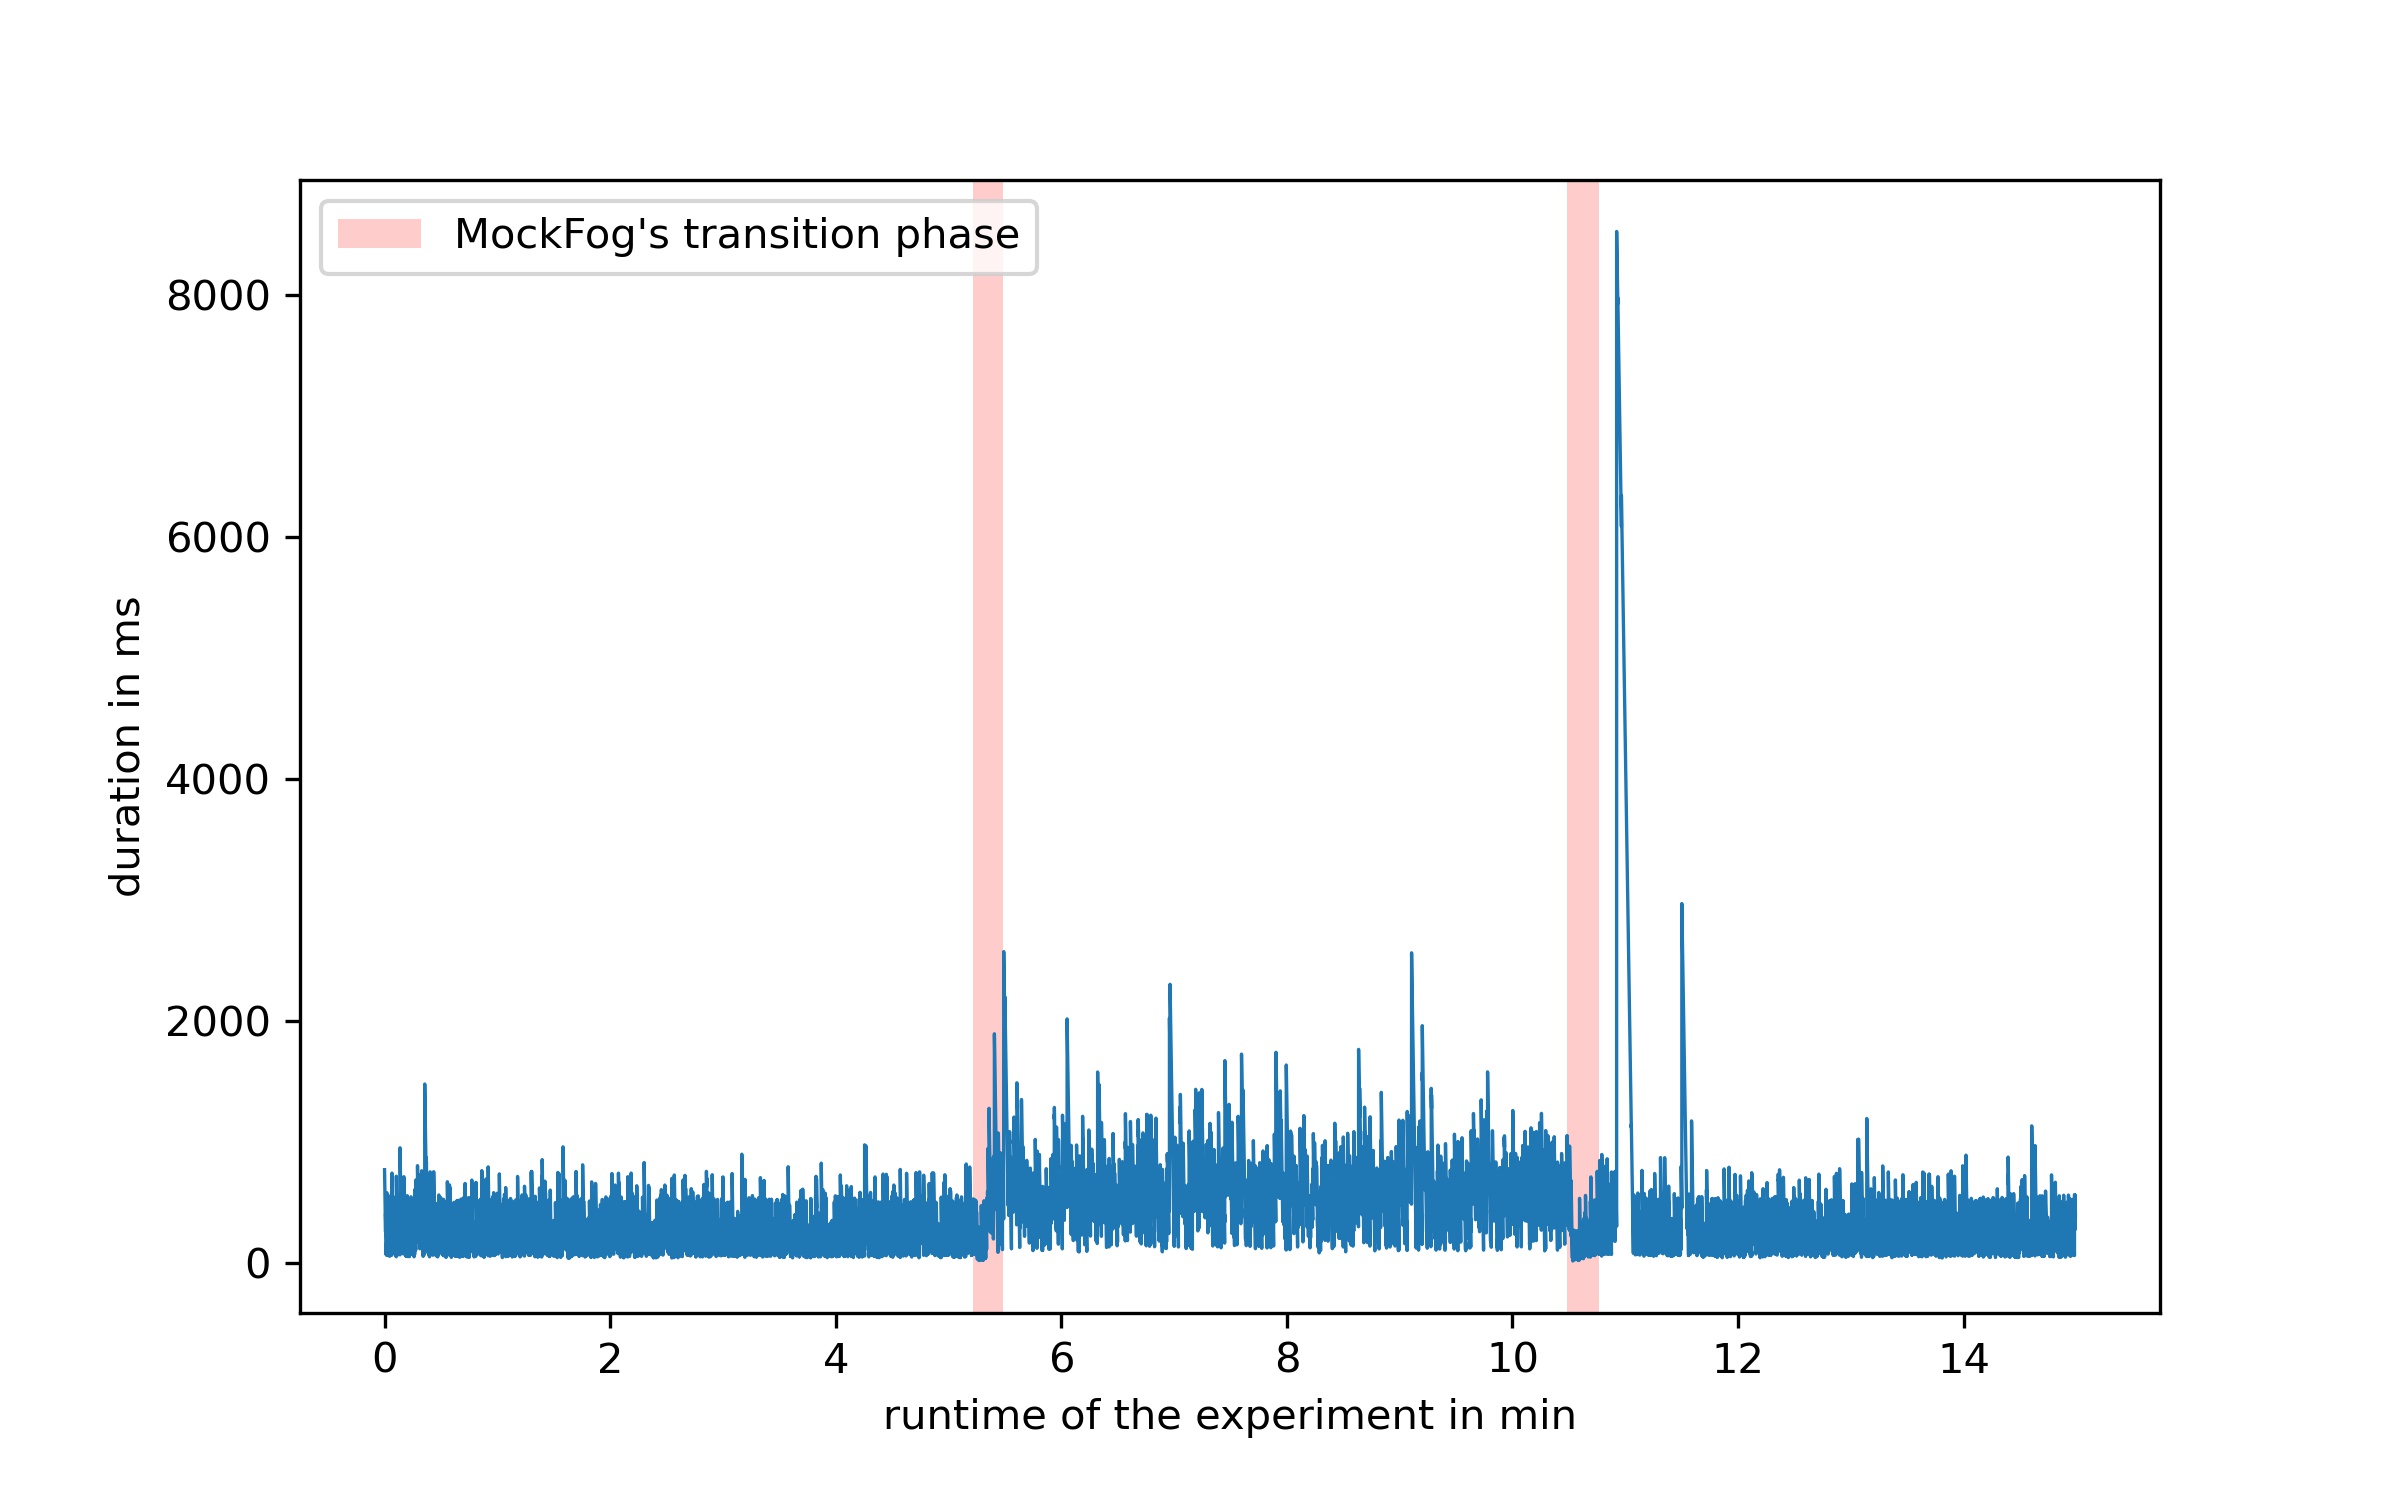 MockFog's transition phase
8000
6000
4000
2000
0
duration in ms
0 2 4 6 8 10 12 14
runtime of the experiment in min